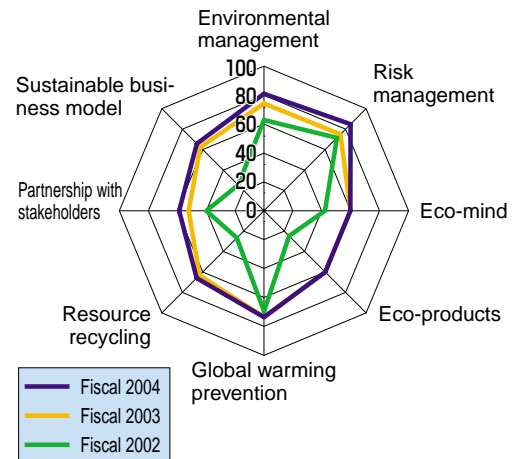 Environmental
management
Risk
management
Sustainable busi-
ness model
100
80
60
40
20
0
Partnership with
stakeholders
Eco-mind
Eco-products
Resource
recycling
Global warming
prevention
Fiscal 2004
Fiscal 2003
Fiscal 2002